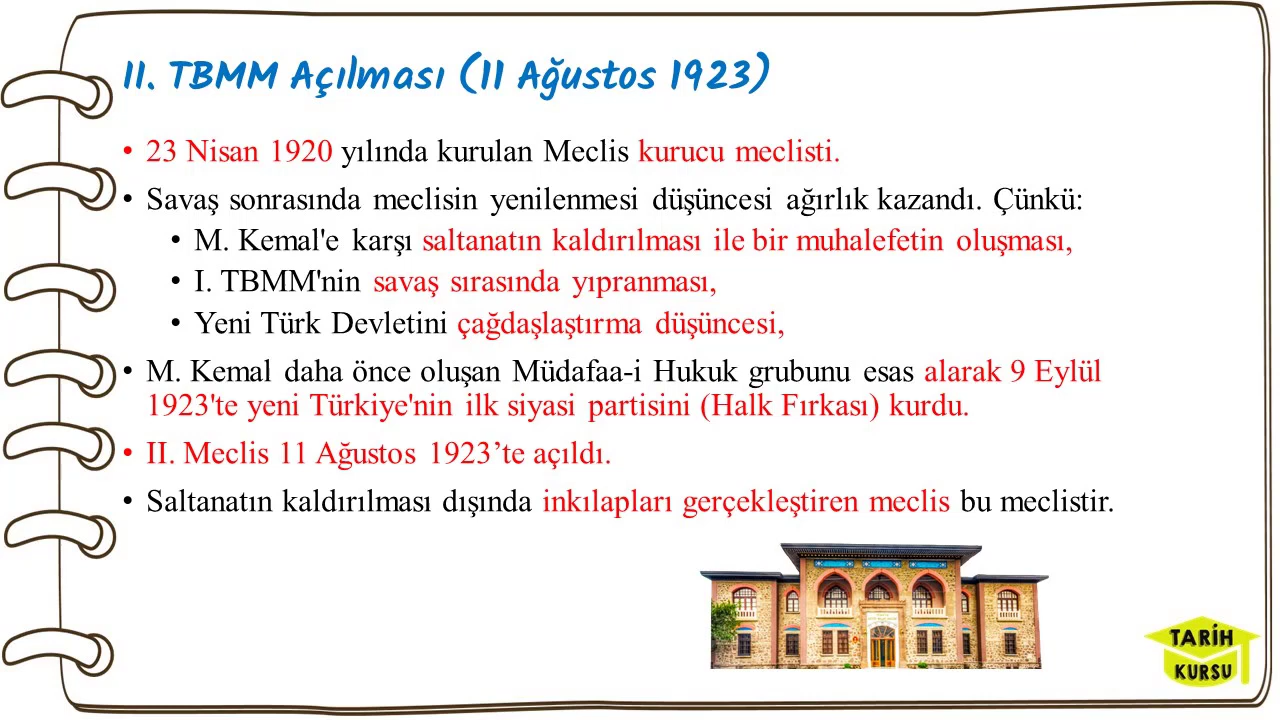 II. TBMM Açılması (11 Ağustos 1923)
• 23 Nisan 1920 yılında kurulan Meclis kurucu meclisti.
• Savaş sonrasında meclisin yenilenmesi düşüncesi ağırlık kazandı. Çünkü:
• M. Kemal'e karşı saltanatın kaldırılması ile bir muhalefetin oluşması,
• I. TBMM'nin savaş sırasında yıpranması,
• Yeni Türk Devletini çağdaşlaştırma düşüncesi,
• M. Kemal daha önce oluşan Müdafaa-i Hukuk grubunu esas alarak 9 Eylül
1923'te yeni Türkiye'nin ilk siyasi partisini (Halk Fırkası) kurdu.
• II. Meclis 11 Ağustos 1923’te açıldı.
• Saltanatın kaldırılması dışında inkılapları gerçekleştiren meclis bu meclistir.
TARİH
KURSU